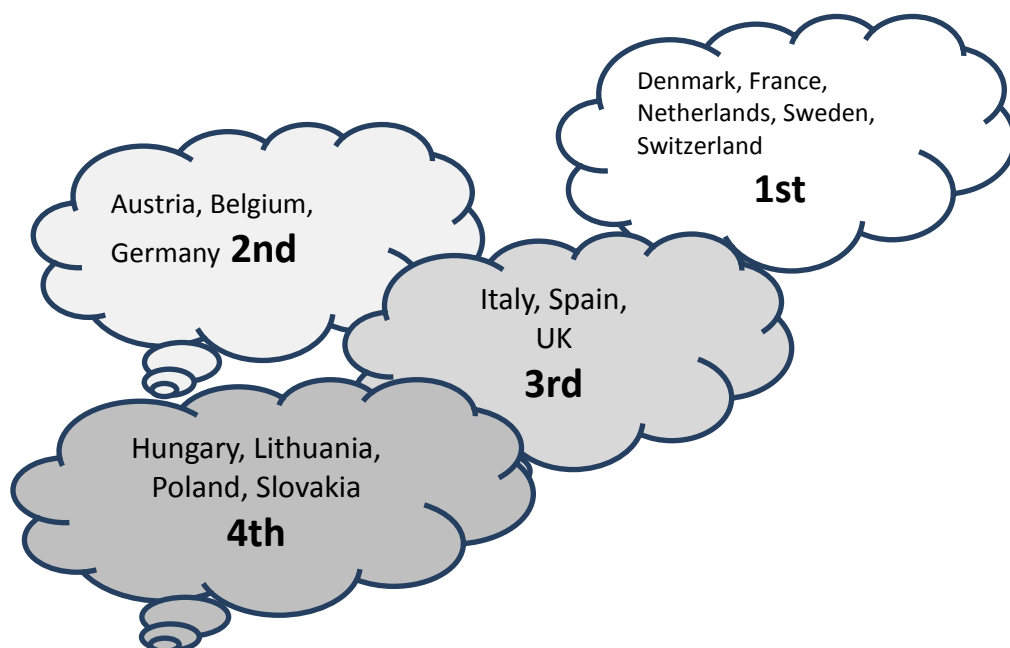 Denmark, France,
Netherlands, Sweden,
Switzerland
1st
Austria, Belgium,
Germany 2nd
Italy, Spain,
UK
3rd
Hungary, Lithuania,
Poland, Slovakia
4th